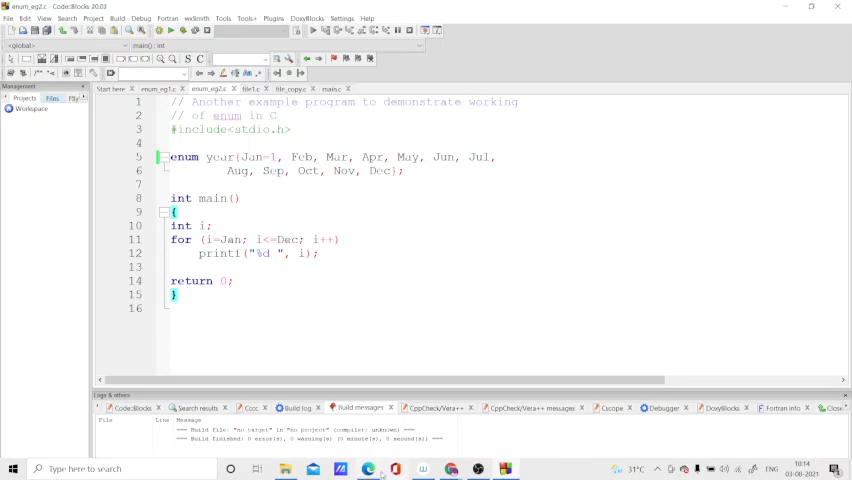 enum_eg2.c - Code::Blocks 20.03
File Edit View Search Project Build Debug Fortran wxSmith Tools Tools+ Plugins DoxyBlocks Settings Help
<global>
main() : int
S C
Management
Projects Files FSy
Workspace
Start here enum_eg1.c enum_eg2.c file1.c file_copy.c main.c
1 // Another example program to demonstrate working
2 // of enum in C
3 #include<stdio.h>
4
5 enum year{Jan=1, Feb, Mar, Apr, May, Jun, Jul,
6 Aug, Sep, Oct, Nov, Dec};
7
8 int main()
9 {
10 int i;
11 for (i=Jan; i<=Dec; i++)
12 printf("%d ", i);
13
14 return 0;
15 }
16
Logs & others
Code::Blocks Search results Cccc Build log Build messages CppCheck/Vera++ CppCheck/Vera++ messages Cscope Debugger DoxyBlocks Fortran info Close
File Line Message
=== Build file: "no target" in "no project" (compiler: unknown) ===
=== Build finished: 0 error(s), 0 warning(s) (0 minute(s), 0 second(s)) ===
Type here to search
31°C
ENG
18:14
03-08-2021